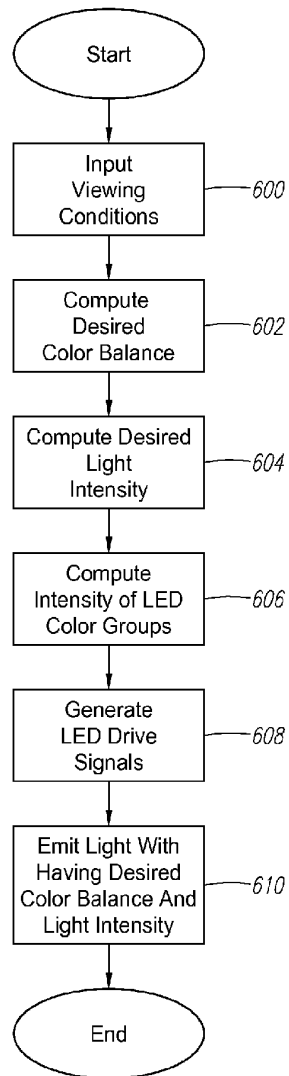 Start
Input
Viewing
Conditions
600
Compute
Desired
Color Balance
602
Compute Desired
Light
Intensity
604
Compute
Intensity of LED
Color Groups
606
Generate
LED Drive
Signals
608
Emit Light With
Having Desired
Color Balance And
Light Intensity
610
End